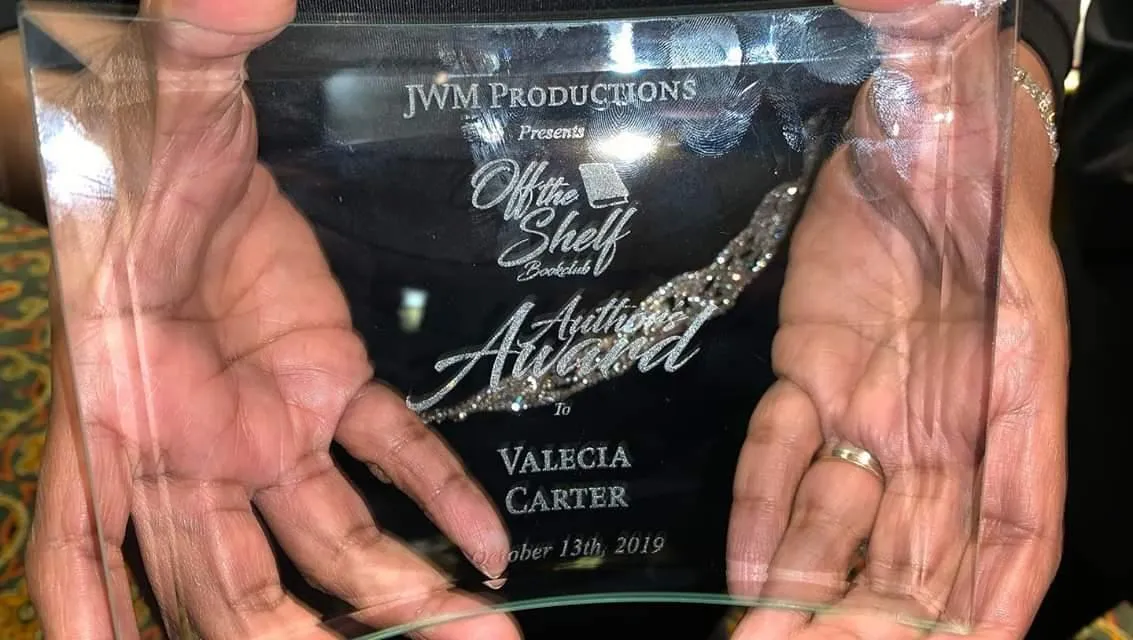 JWM PRODUCTIONS
Presents
Off the
Shelf
Bookclub
Authors
Award
To
VALECIA
CARTER
October 13th, 2019